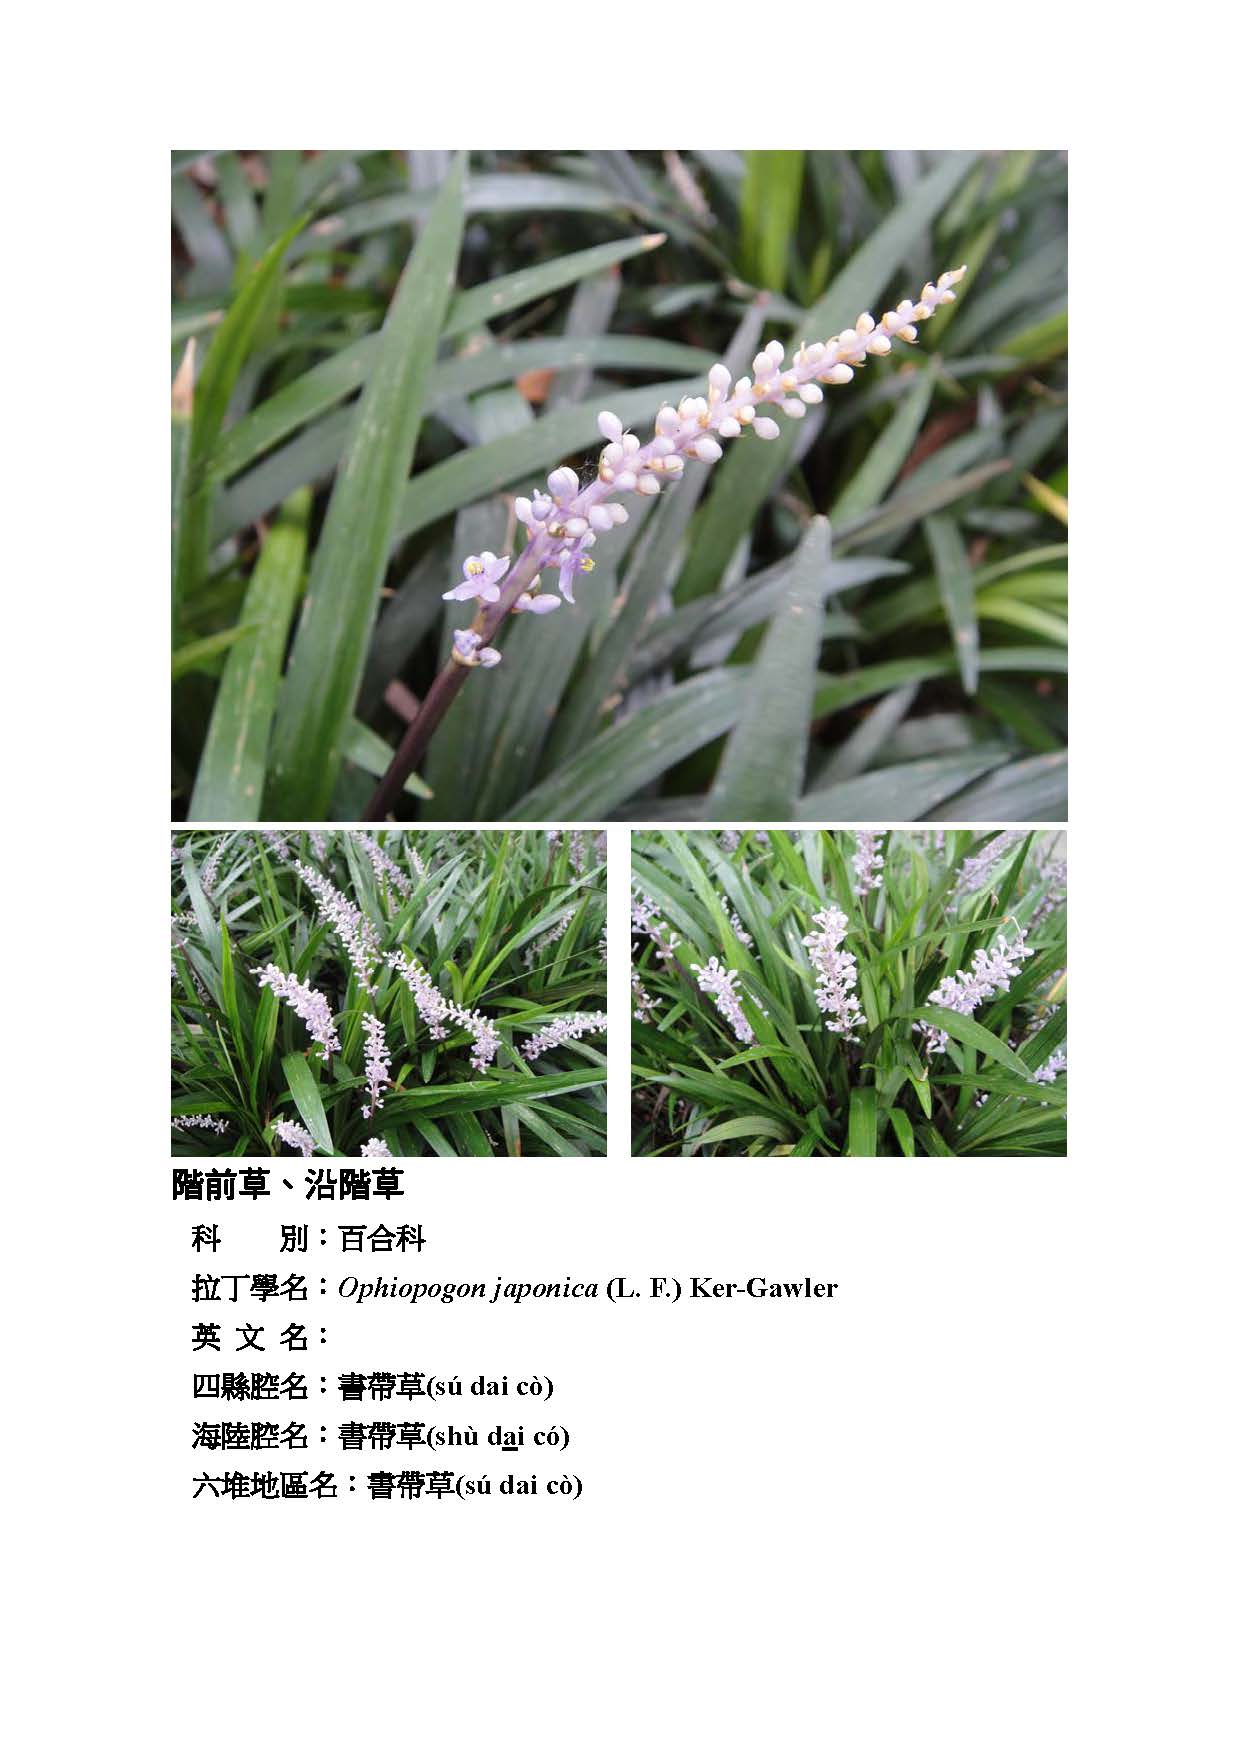 階前草、沿階草
科　　別：百合科
拉丁學名：Ophiopogon japonica (L. F.) Ker-Gawler
英 文 名：
四縣腔名：書帶草(sú dai cò)
海陸腔名：書帶草(shù dai có)
六堆地區名：書帶草(sú dai cò)